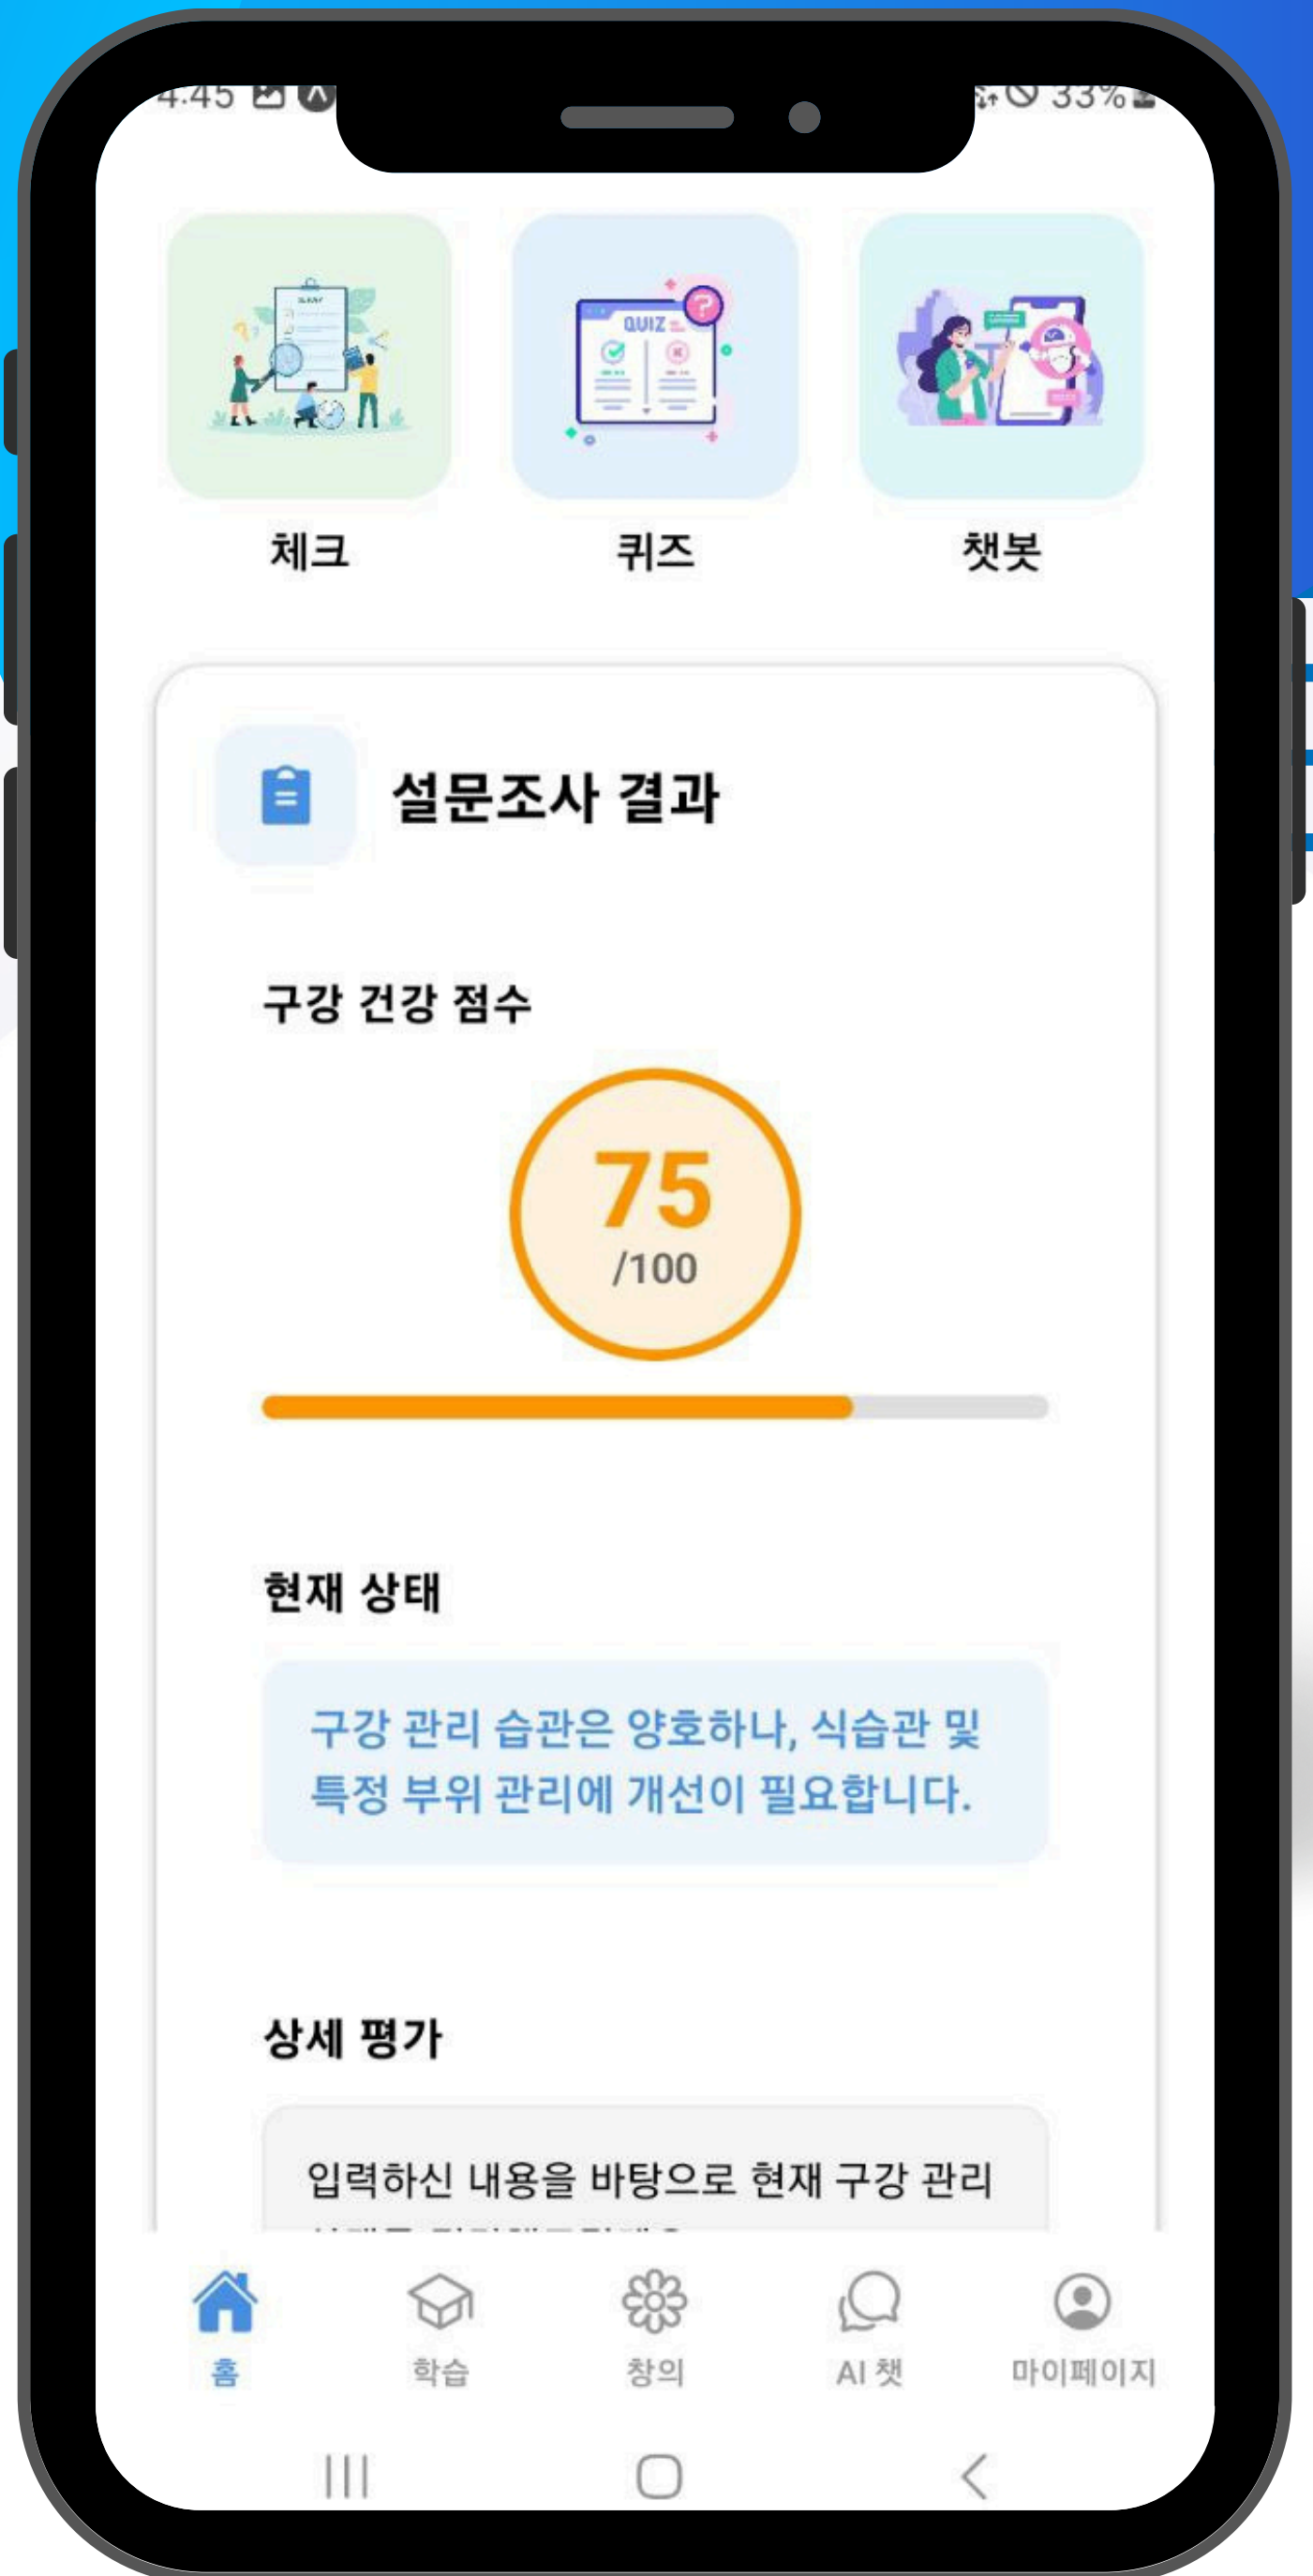 4:45 33%
QUIZ
체크 퀴즈 챗봇
설문조사 결과
구강 건강 점수
75
/100
현재 상태
구강 관리 습관은 양호하나, 식습관 및
특정 부위 관리에 개선이 필요합니다.
상세 평가
입력하신 내용을 바탕으로 현재 구강 관리
홈 학습 창의 AI 챗 마이페이지